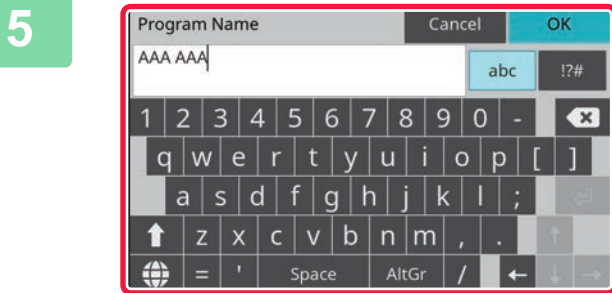 5
Program Name Cancel OK
AAA AAA
abc !?#
1 2 3 4 5 6 7 8 9 0 -
q w e r t y u i o p [ ]
a s d f g h j k l ;
z x c v b n m , .
= ' Space AltGr /